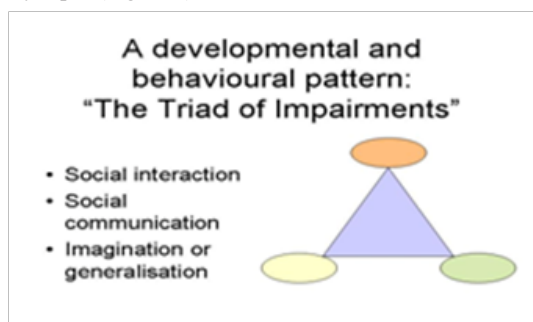 A developmental and
behavioural pattern:
“The Triad of Impairments”
• Social interaction
• Social
communication
• Imagination or
generalisation